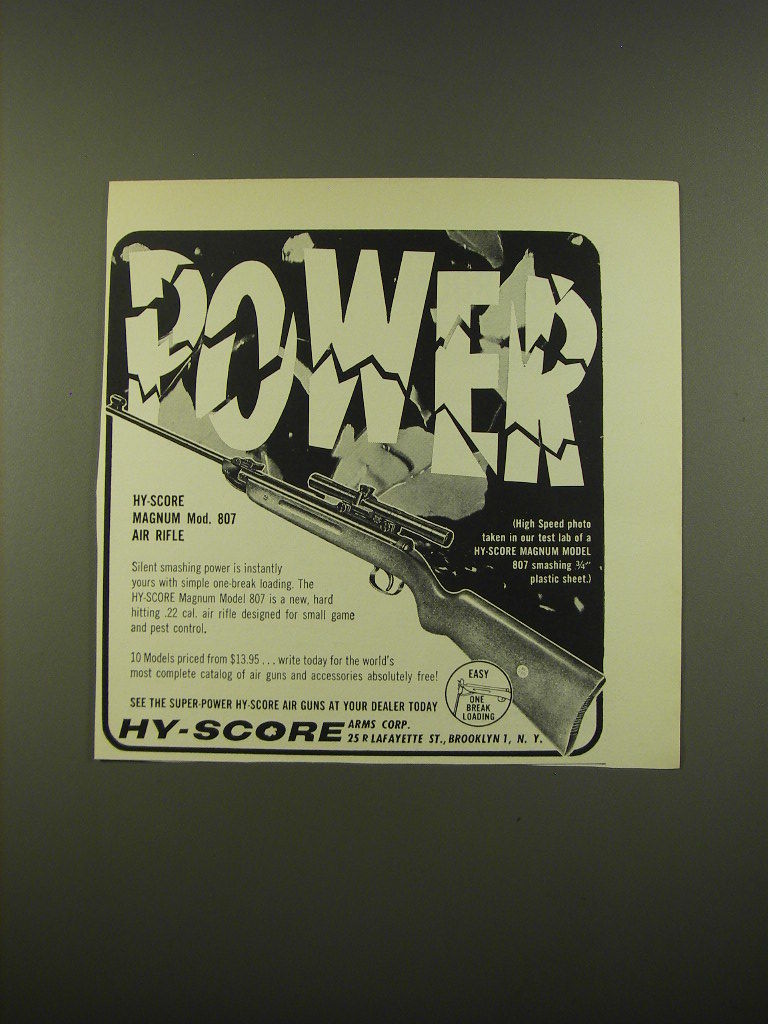 POWER
HY-SCORE
MAGNUM Mod. 807
AIR RIFLE
(High Speed photo
taken in our test lab of a
HY-SCORE MAGNUM MODEL
807 smashing ¾"
plastic sheet.)
Silent smashing power is instantly
yours with simple one-break loading. The
HY-SCORE Magnum Model 807 is a new, hard
hitting .22 cal. air rifle designed for small game
and pest control.
10 Models priced from $13.95 . . . write today for the world's
most complete catalog of air guns and accessories absolutely free!
EASY
ONE
BREAK
LOADING
SEE THE SUPER-POWER HY-SCORE AIR GUNS AT YOUR DEALER TODAY
HY-SCORE ARMS CORP.
25 R LAFAYETTE ST., BROOKLYN 1, N. Y.